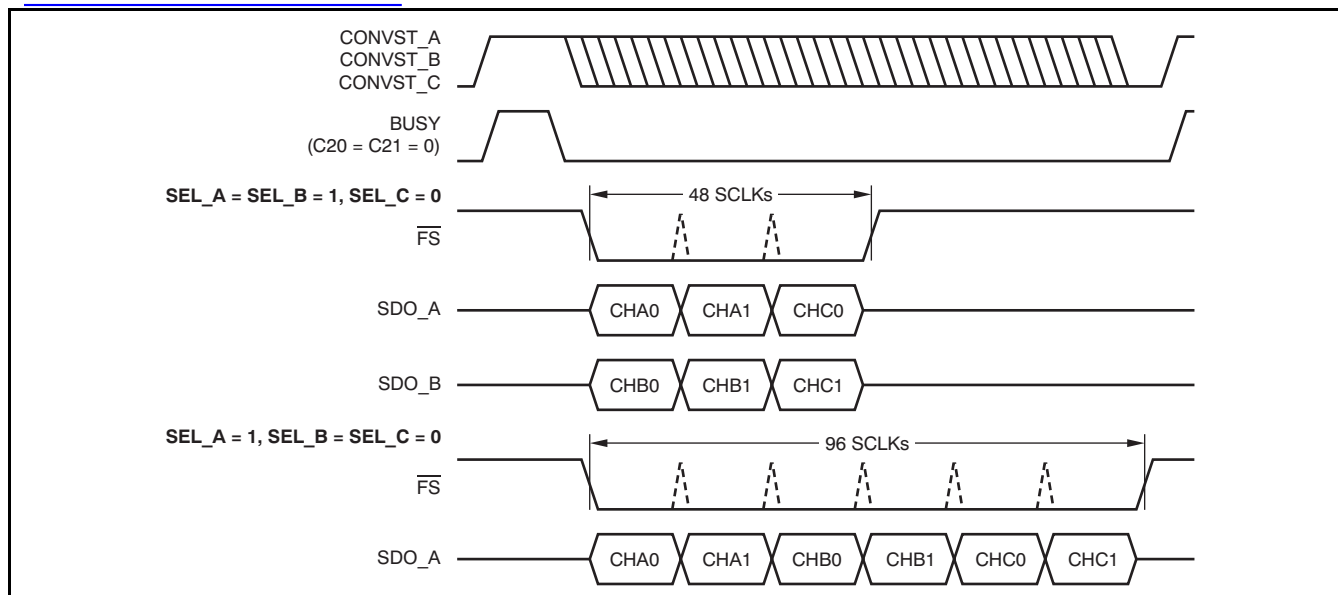 CONVST_A
CONVST_B
CONVST_C
BUSY
(C20 = C21 = 0)
SEL_A = SEL_B = 1, SEL_C = 0
48 SCLKs
FS
SDO_A
CHA0 CHA1 CHC0
SDO_B
CHB0 CHB1 CHC1
SEL_A = 1, SEL_B = SEL_C = 0
96 SCLKs
FS
SDO_A
CHA0 CHA1 CHB0 CHB1 CHC0 CHC1